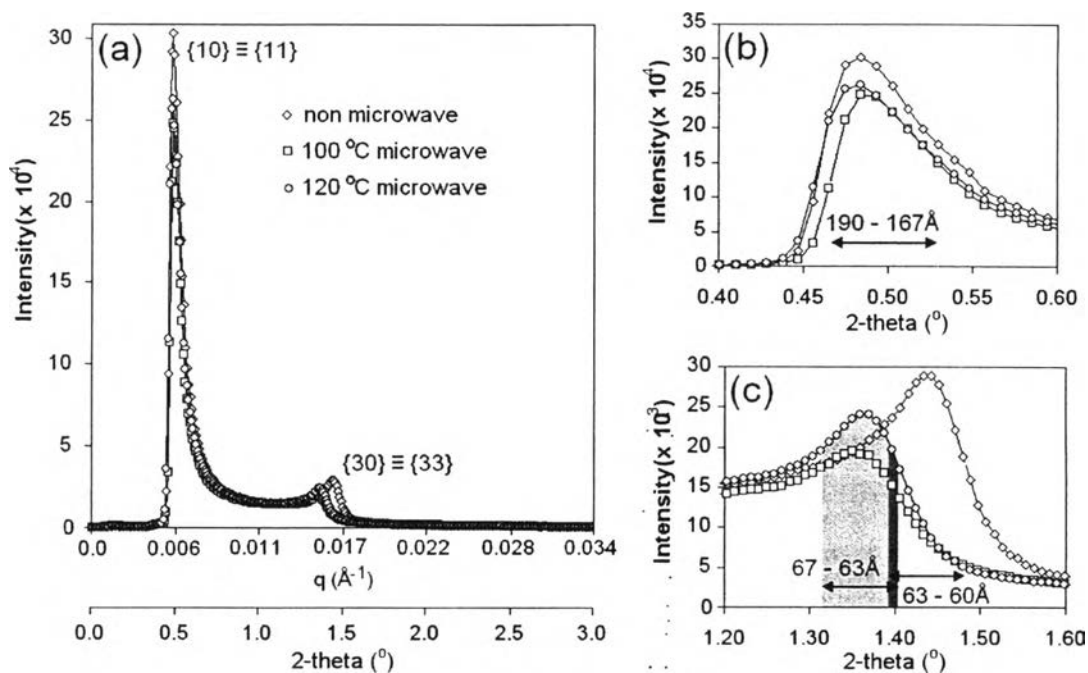 (a)
{10} ≡ {11}
non microwave
100 °C microwave
120 °C microwave
{30} ≡ {33}
Intensity(x 10⁴)
30
25
20
15
10
5
0
0.0 0.006 0.011 0.017 0.022 0.028 0.034
q (Å⁻¹)
0.0 0.5 1.0 1.5 2.0 2.5 3.0
2-theta (°)
(b)
Intensity(x 10⁴)
35
30
25
20
15
10
5
0
190 - 167Å
0.40 0.45 0.50 0.55 0.60
2-theta (°)
(c)
Intensity(x 10³)
30
25
20
15
10
5
0
67 - 63Å
63 - 60Å
1.20 1.30 1.40 1.50 1.60
2-theta (°)